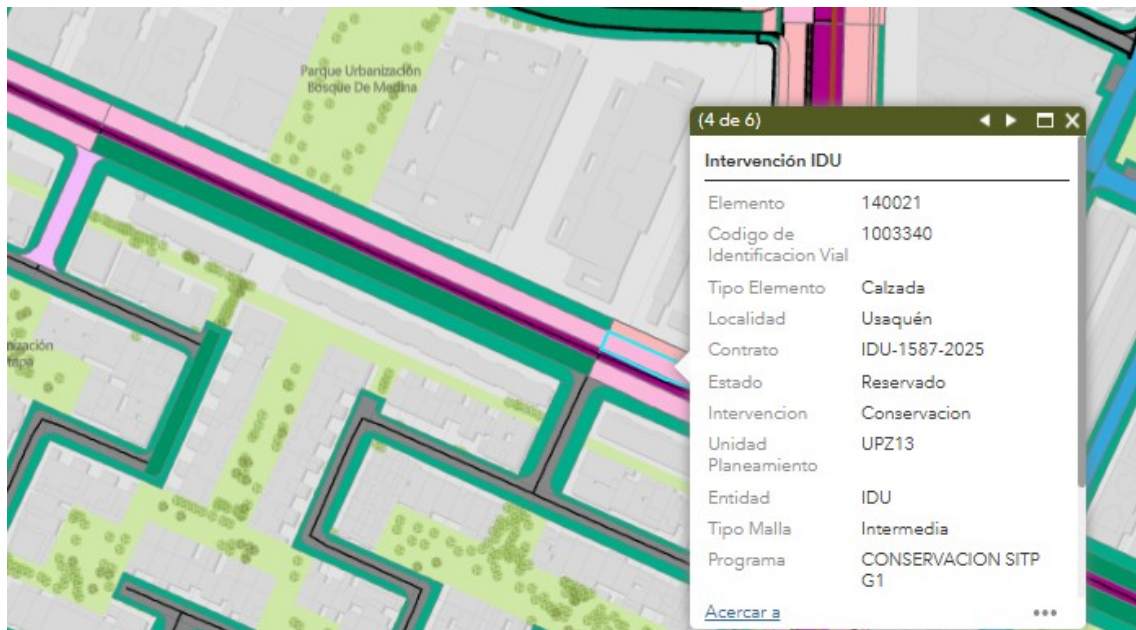 Parque Urbanización
Bosque De Medina
(4 de 6)
Intervención IDU
Elemento 140021
Codigo de 1003340
Identificacion Vial
Tipo Elemento Calzada
Localidad Usaquén
Contrato IDU-1587-2025
Estado Reservado
Intervencion Conservacion
Unidad UPZ13
Planeamiento
Entidad IDU
Tipo Malla Intermedia
Programa CONSERVACION SITP
G1
Acercar a
nización
tapa